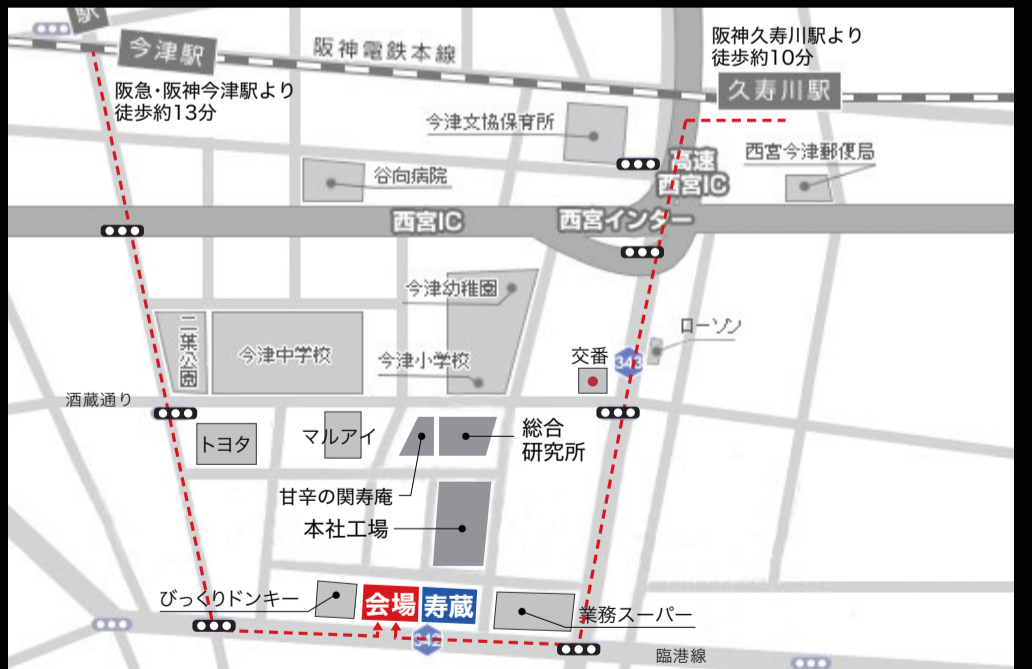 駅
今津駅
阪神電鉄本線
阪神久寿川駅より
徒歩約10分
久寿川駅
阪急・阪神今津駅より
徒歩約13分
今津文協保育所
高速
西宮IC
西宮今津郵便局
谷向病院
西宮IC
西宮インター
今津幼稚園
二葉公園
今津中学校
今津小学校
交番
343
ローソン
酒蔵通り
トヨタ
マルアイ
総合
研究所
甘辛の関寿庵
本社工場
びっくりドンキー
会場
寿蔵
業務スーパー
342
臨港線